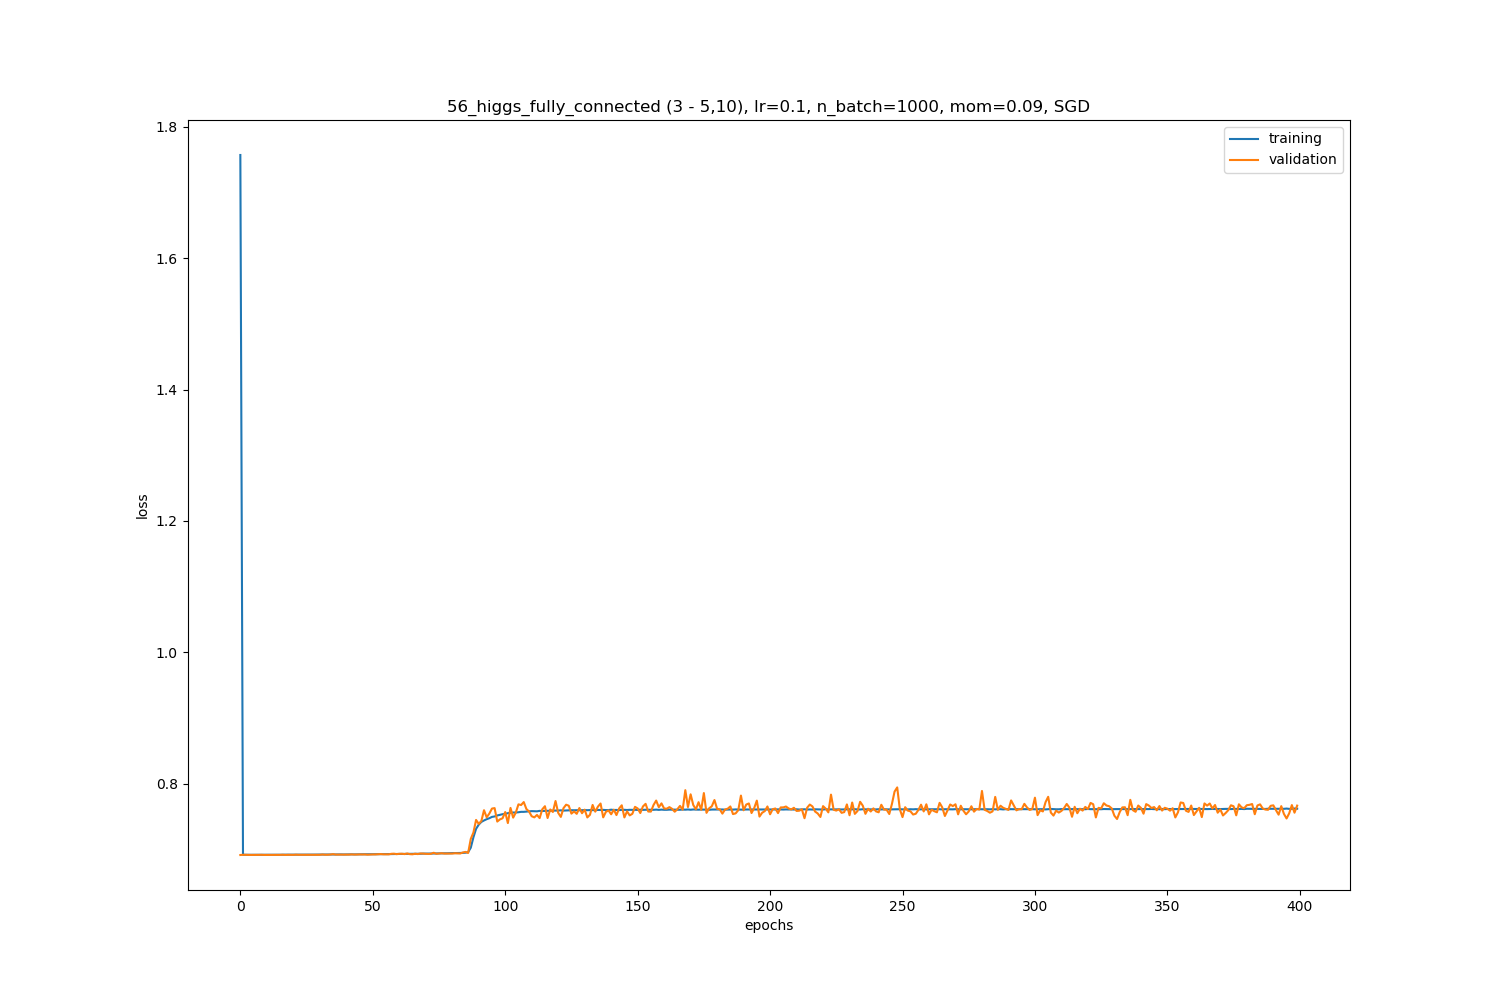 56_higgs_fully_connected (3 - 5,10), lr=0.1, n_batch=1000, mom=0.09, SGD
training
validation
1.8
1.6
1.4
1.2
1.0
0.8
loss
0 50 100 150 200 250 300 350 400
epochs